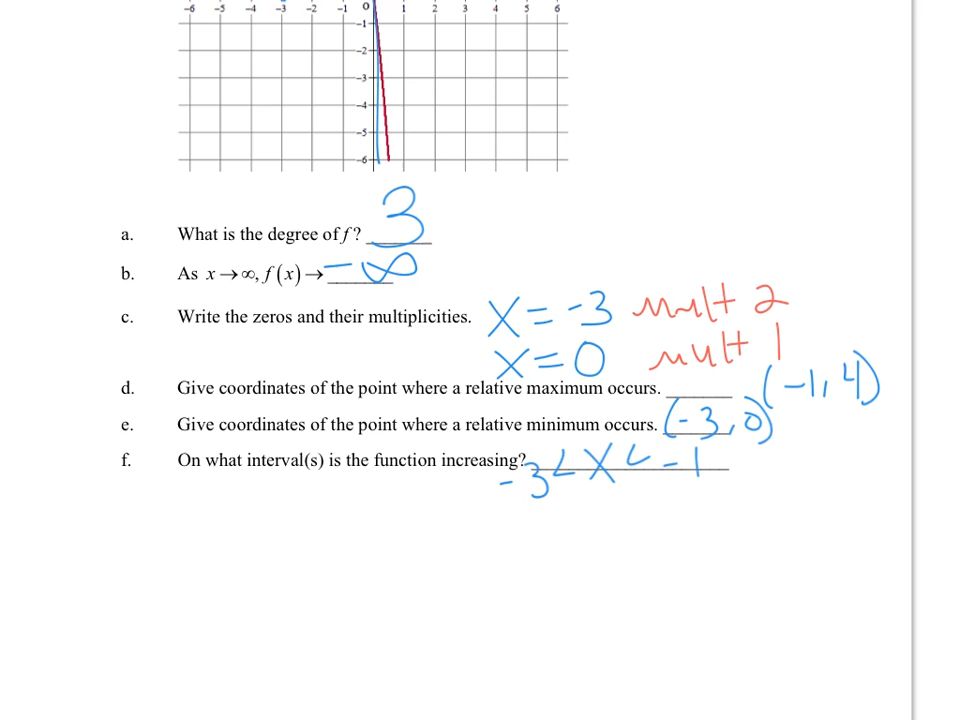 -6 -5 -4 -3 -2 -1 0 1 2 3 4 5 6
-1
-2
-3
-4
-5
-6
a. What is the degree of f? 3
b. As x→∞, f(x)→ -∞
c. Write the zeros and their multiplicities. x = -3 mult 2
x = 0 mult 1
d. Give coordinates of the point where a relative maximum occurs. (-1, 4)
e. Give coordinates of the point where a relative minimum occurs. (-3, 0)
f. On what interval(s) is the function increasing? -3 < x < -1